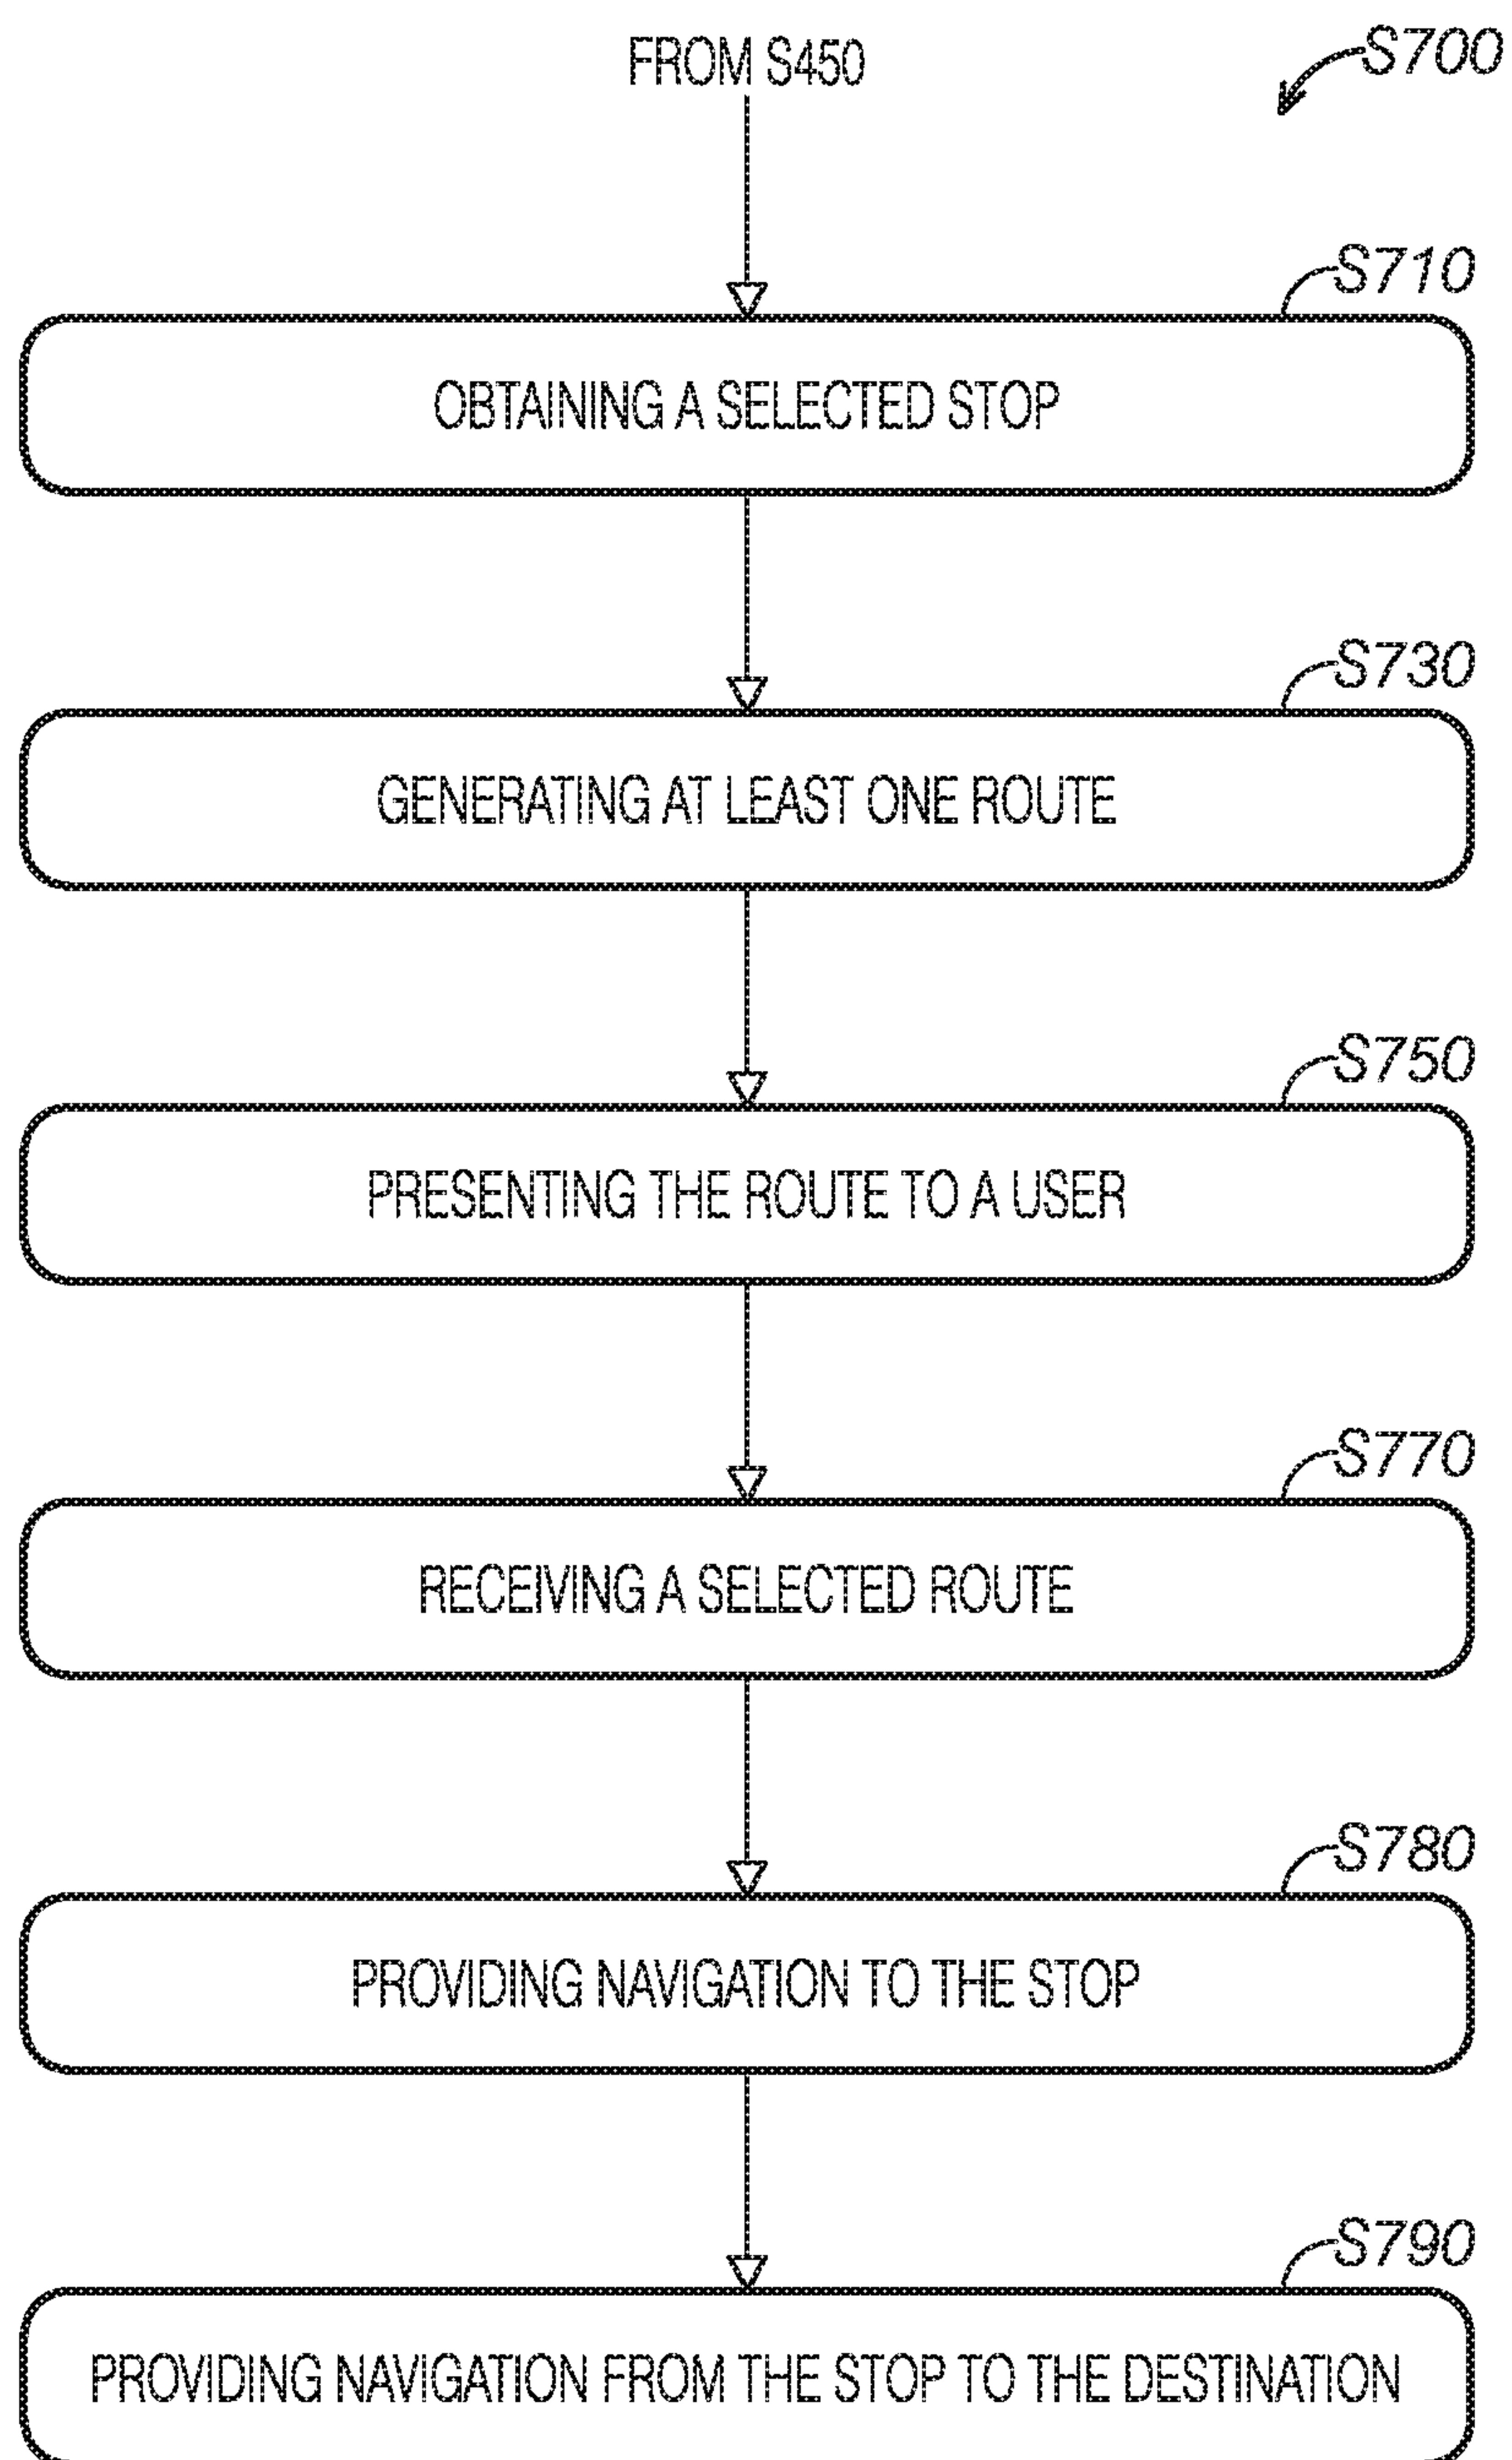 FROM S450
S700
S710
OBTAINING A SELECTED STOP
S730
GENERATING AT LEAST ONE ROUTE
S750
PRESENTING THE ROUTE TO A USER
S770
RECEIVING A SELECTED ROUTE
S780
PROVIDING NAVIGATION TO THE STOP
S790
PROVIDING NAVIGATION FROM THE STOP TO THE DESTINATION